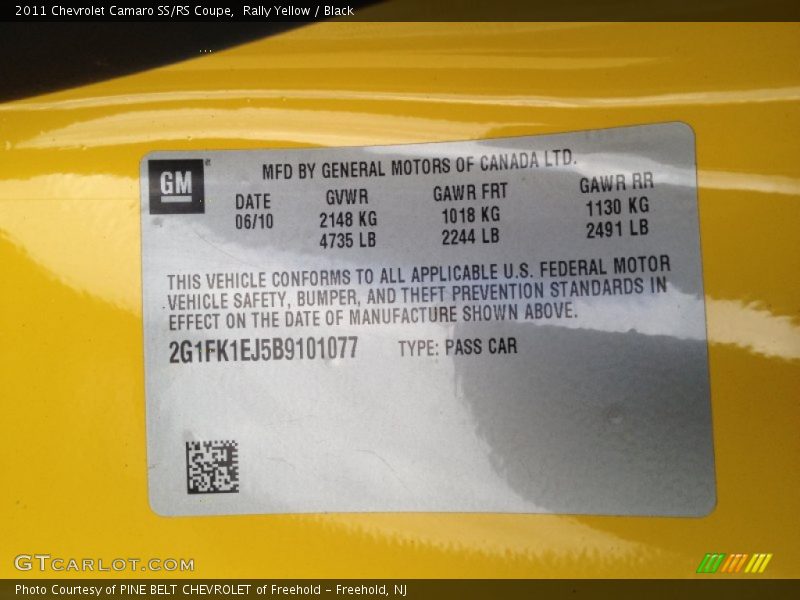 2011 Chevrolet Camaro SS/RS Coupe,  Rally Yellow / Black
GM
MFD BY GENERAL MOTORS OF CANADA LTD.
DATE GVWR GAWR FRT GAWR RR
06/10 2148 KG 1018 KG 1130 KG
4735 LB 2244 LB 2491 LB
THIS VEHICLE CONFORMS TO ALL APPLICABLE U.S. FEDERAL MOTOR
VEHICLE SAFETY, BUMPER, AND THEFT PREVENTION STANDARDS IN
EFFECT ON THE DATE OF MANUFACTURE SHOWN ABOVE.
2G1FK1EJ5B9101077 TYPE: PASS CAR
GTCARLOT.COM
Photo Courtesy of PINE BELT CHEVROLET of Freehold - Freehold, NJ